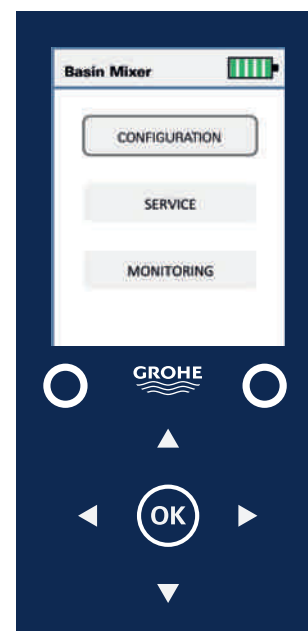 Basin Mixer
CONFIGURATION
SERVICE
MONITORING
GROHE
OK